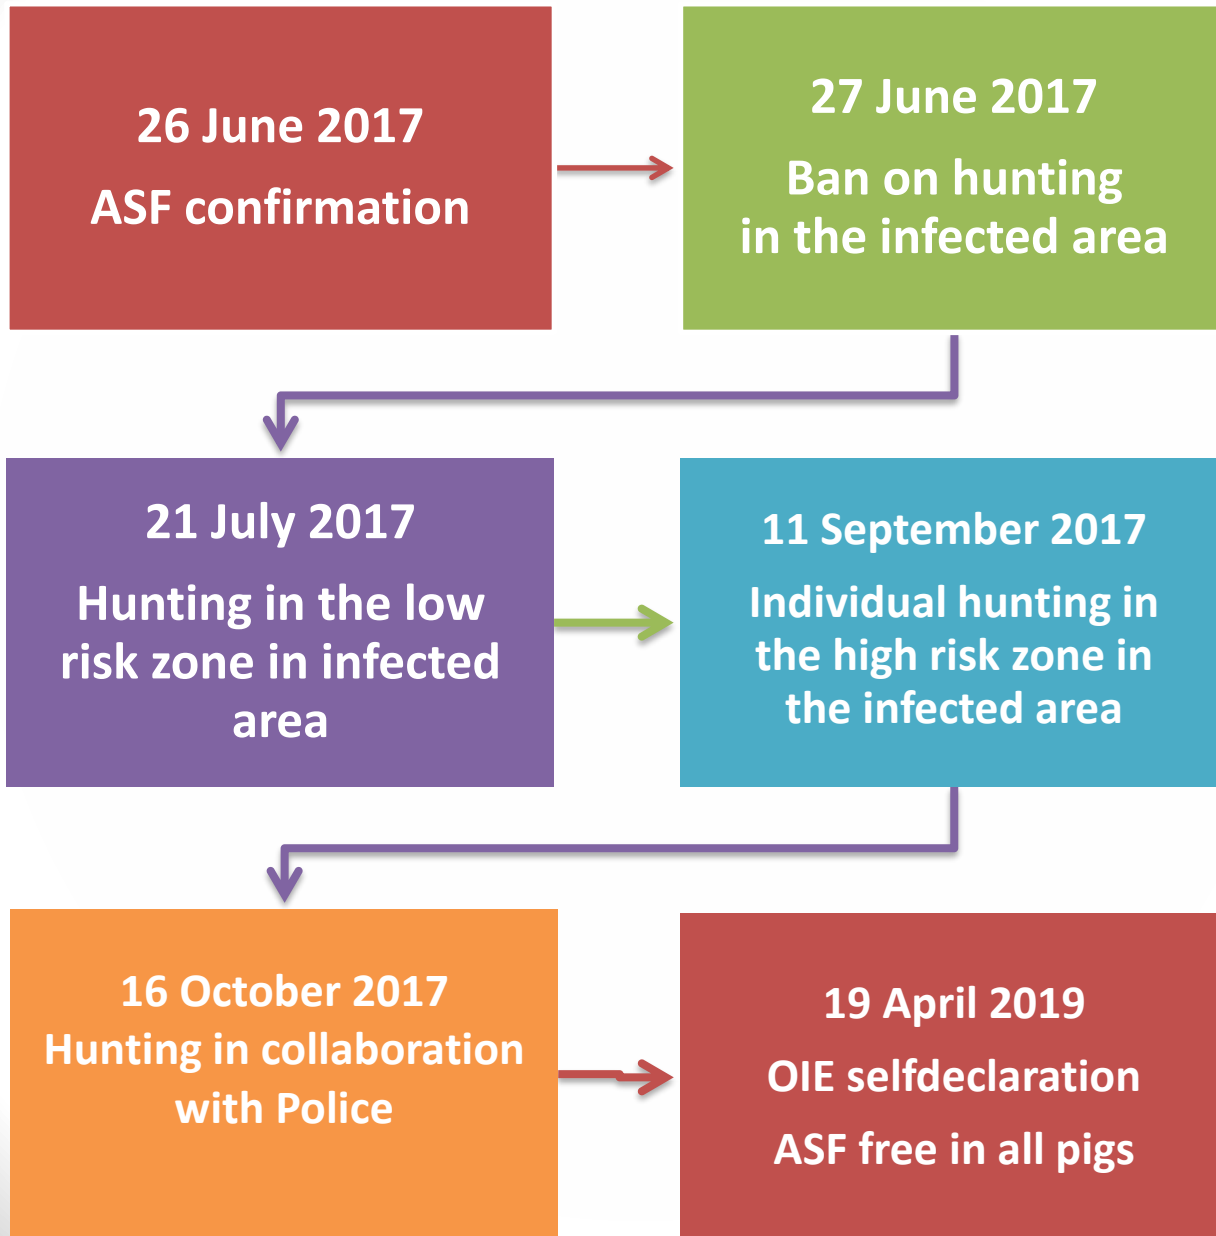 26 June 2017
ASF confirmation
27 June 2017
Ban on hunting
in the infected area
21 July 2017
Hunting in the low
risk zone in infected
area
11 September 2017
Individual hunting in
the high risk zone in
the infected area
16 October 2017
Hunting in collaboration
with Police
19 April 2019
OIE selfdeclaration
ASF free in all pigs